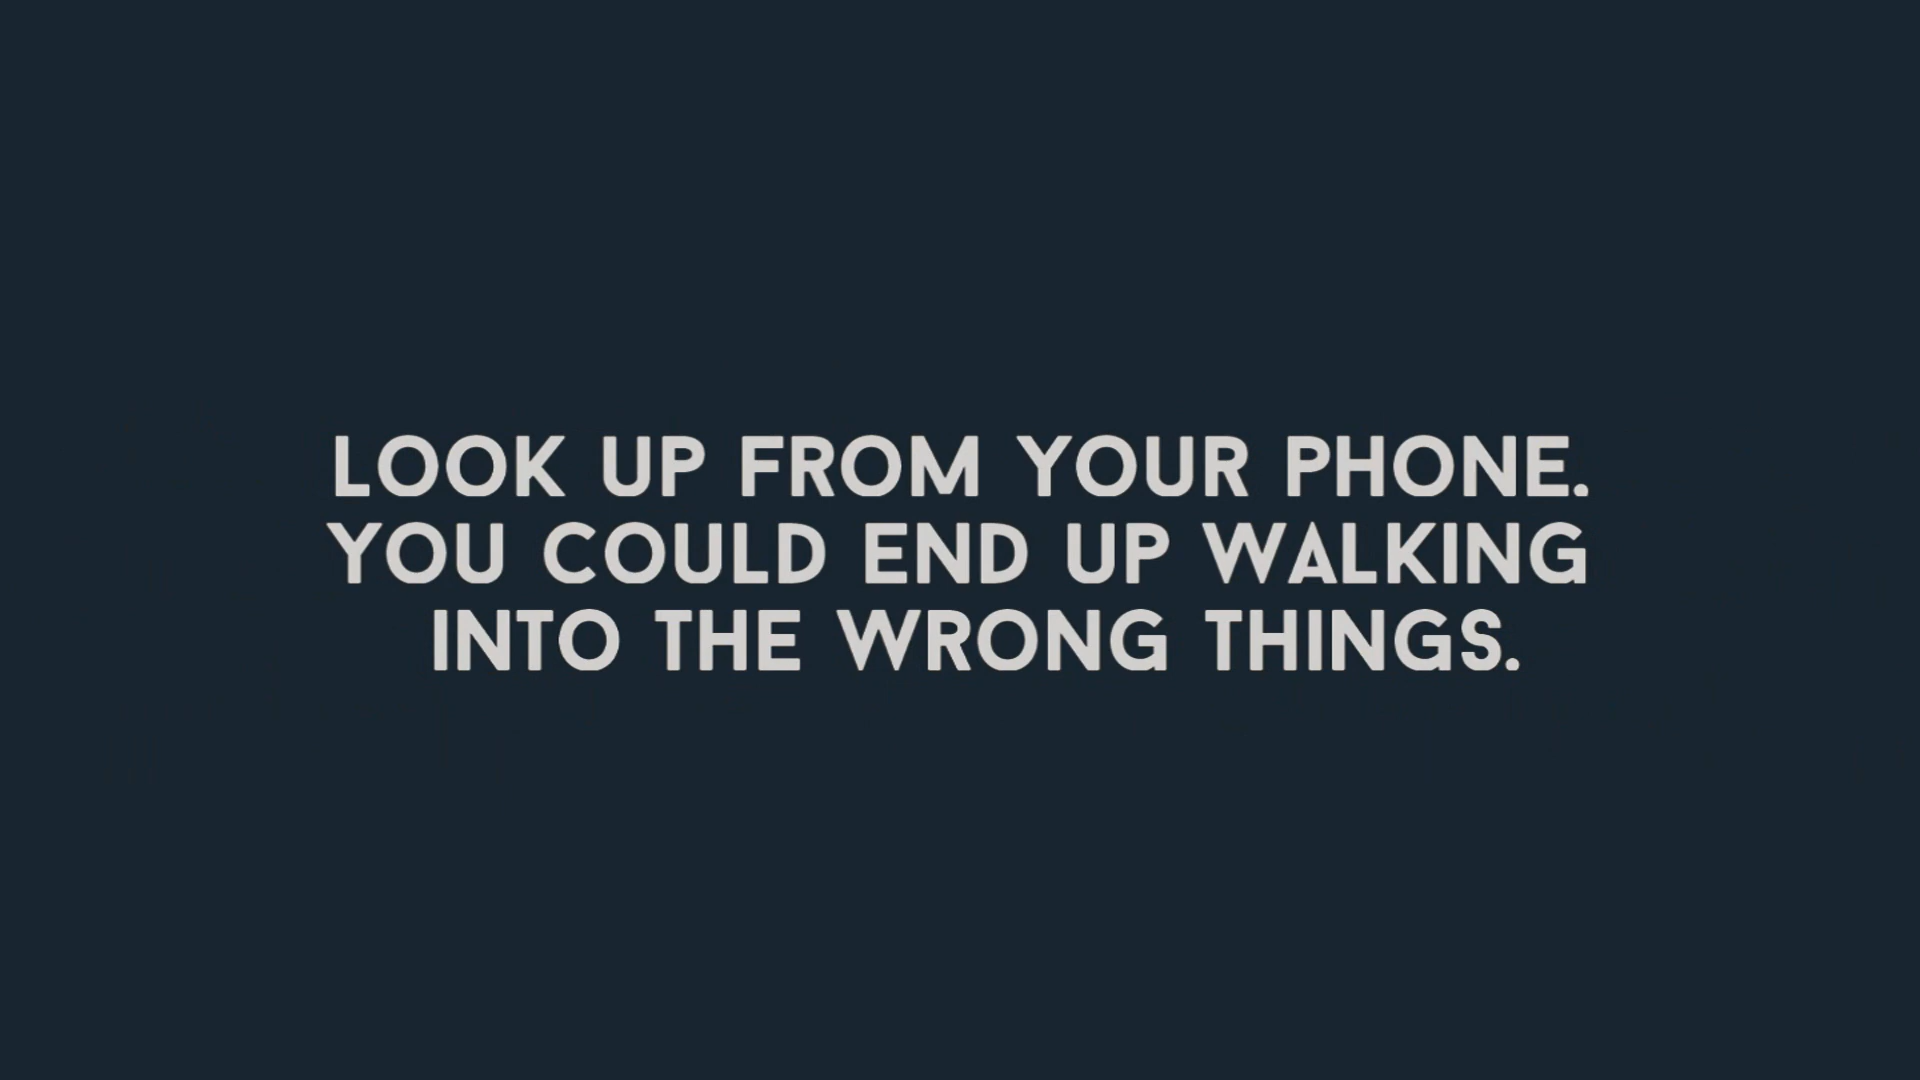 LOOK UP FROM YOUR PHONE.
YOU COULD END UP WALKING
INTO THE WRONG THINGS.